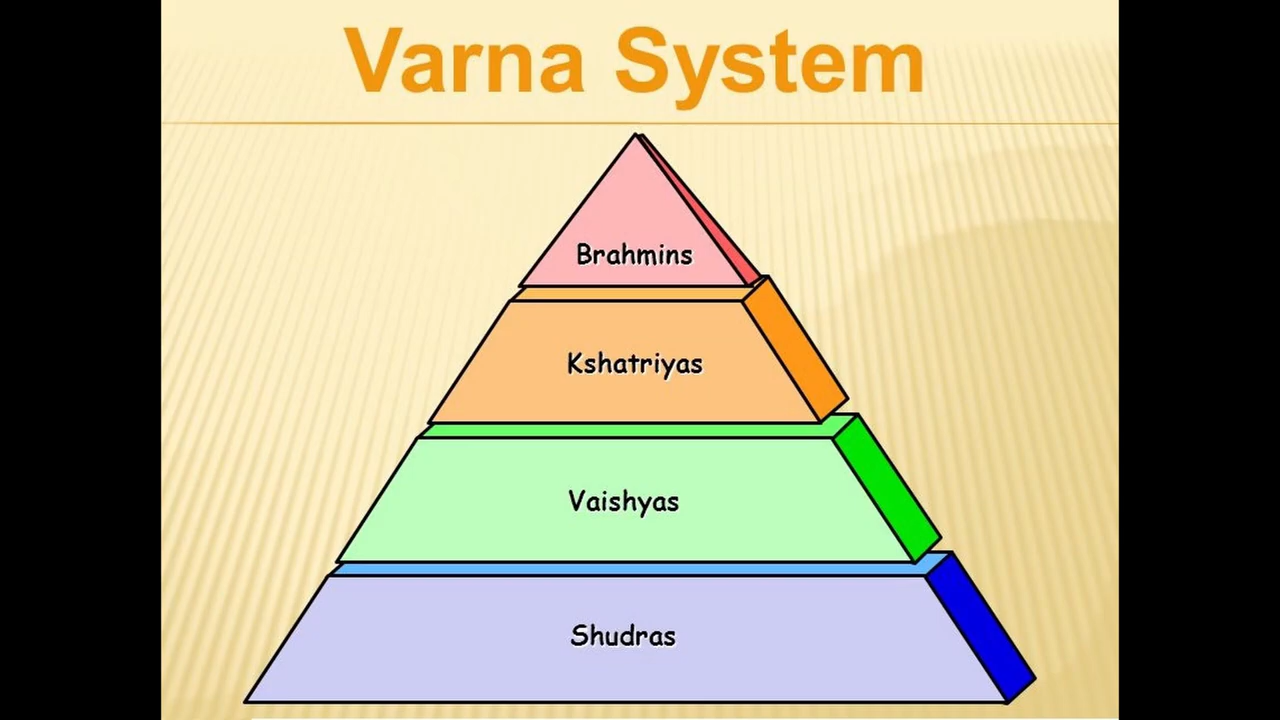 Varna System
Brahmins
Kshatriyas
Vaishyas
Shudras